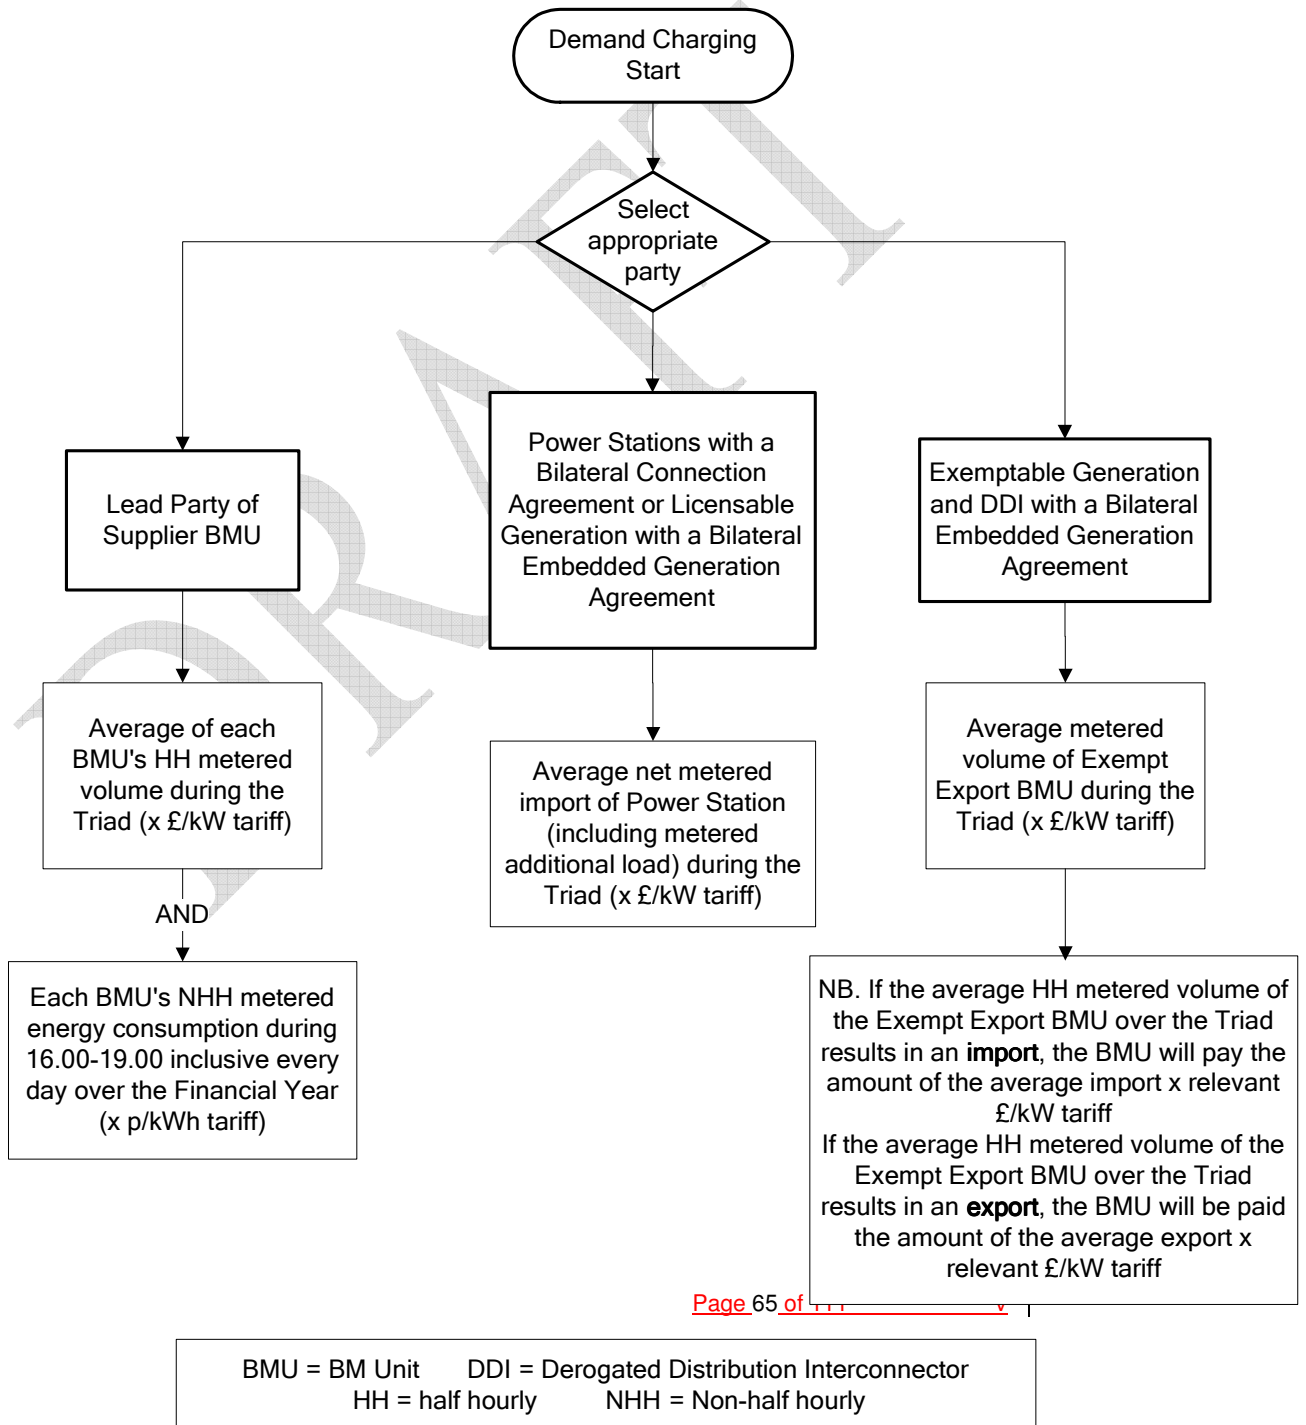 Demand Charging
Start
Select
appropriate
party
Lead Party of
Supplier BMU
Power Stations with a
Bilateral Connection
Agreement or Licensable
Generation with a Bilateral
Embedded Generation
Agreement
Exemptable Generation
and DDI with a Bilateral
Embedded Generation
Agreement
Average of each
BMU's HH metered
volume during the
Triad (x £/kW tariff)
AND
Each BMU's NHH metered
energy consumption during
16.00-19.00 inclusive every
day over the Financial Year
(x p/kWh tariff)
Average net metered
import of Power Station
(including metered
additional load) during the
Triad (x £/kW tariff)
Average metered
volume of Exempt
Export BMU during the
Triad (x £/kW tariff)
NB. If the average HH metered volume of
the Exempt Export BMU over the Triad
results in an import, the BMU will pay the
amount of the average import x relevant
£/kW tariff
If the average HH metered volume of the
Exempt Export BMU over the Triad
results in an export, the BMU will be paid
the amount of the average export x
relevant £/kW tariff
Page 65 of
BMU = BM Unit DDI = Derogated Distribution Interconnector
HH = half hourly NHH = Non-half hourly
DRAFT